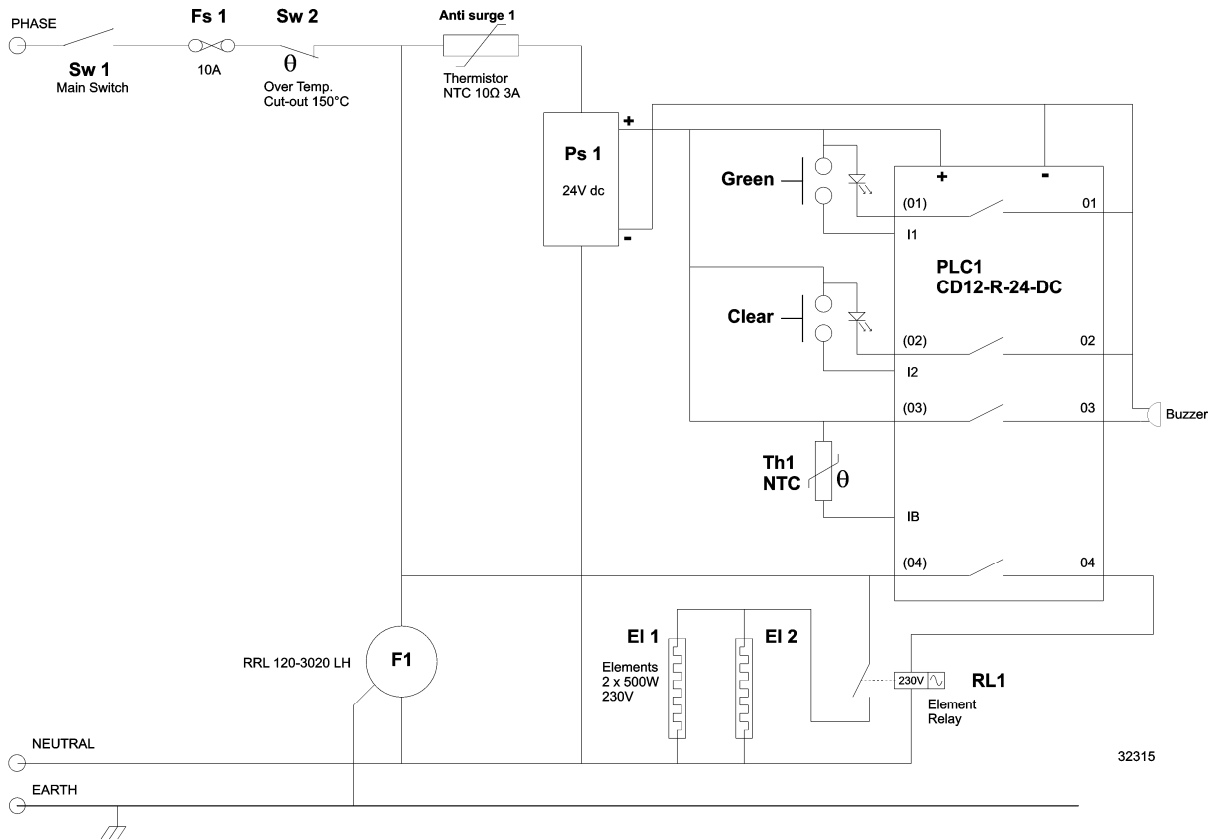 PHASE
Sw 1
Main Switch
Fs 1
10A
Sw 2
θ
Over Temp.
Cut-out 150°C
Anti surge 1
Thermistor
NTC 10Ω 3A
Ps 1
24V dc
+
-
Green
Clear
+
-
(01)
01
I1
PLC1
CD12-R-24-DC
(02)
02
I2
(03)
03
Buzzer
Th1
NTC
θ
IB
(04)
04
El 1
El 2
Elements
2 x 500W
230V
230V
RL1
Element
Relay
RRL 120-3020 LH
F1
NEUTRAL
EARTH
32315